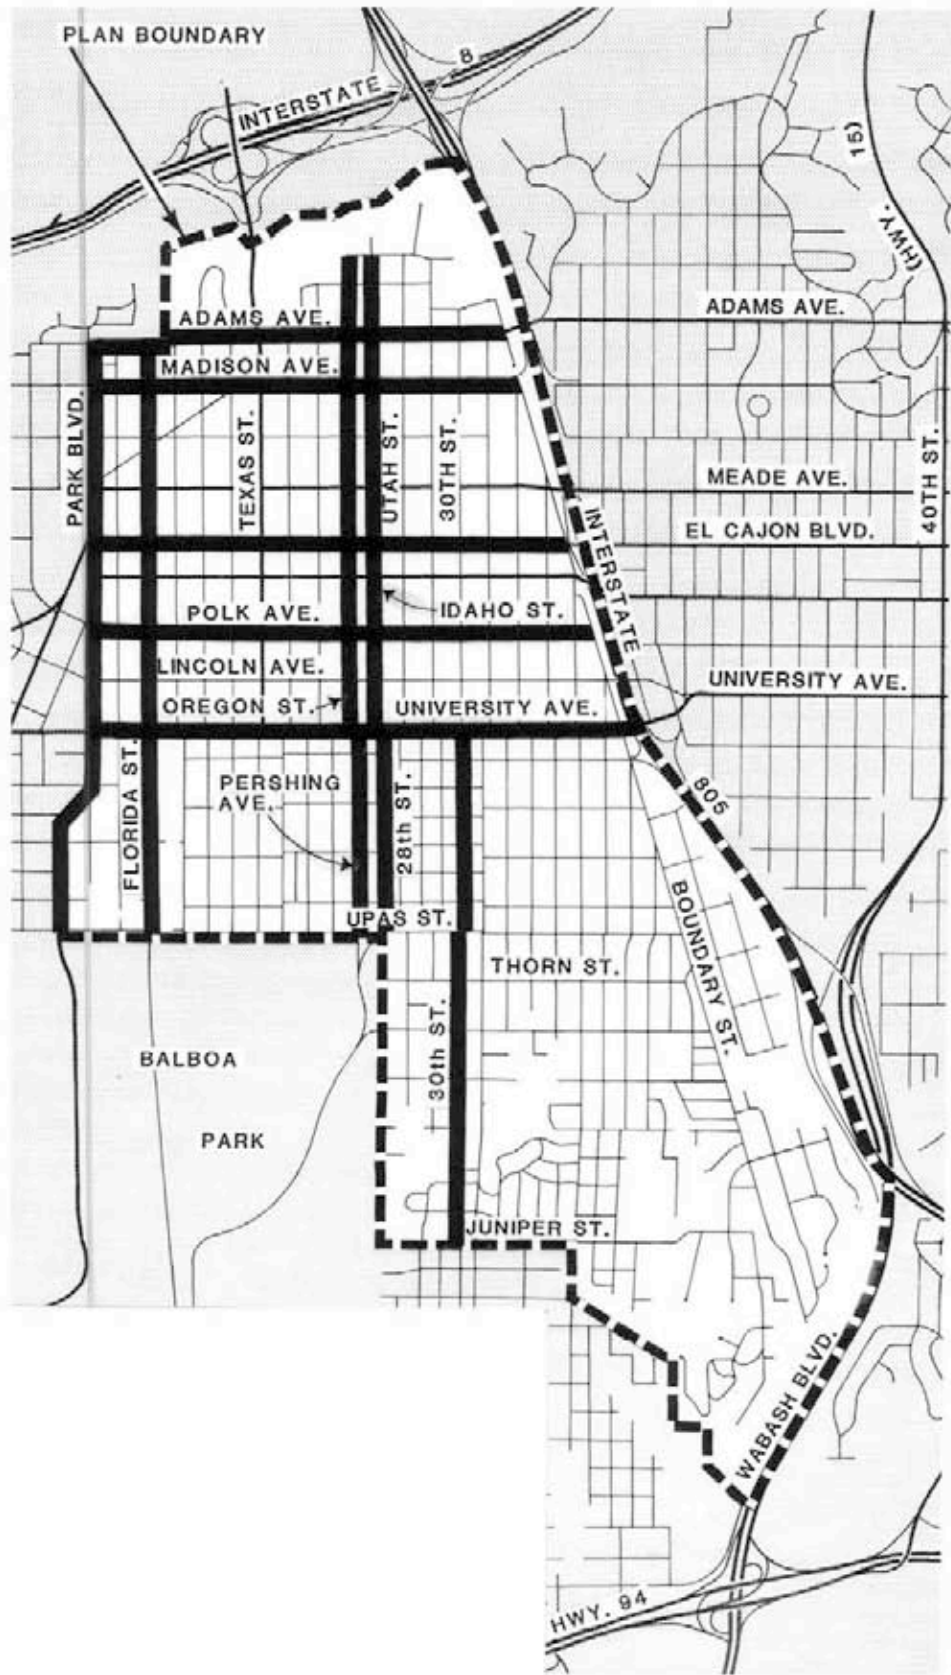 PLAN BOUNDARY
INTERSTATE 8
(HWY. 15)
ADAMS AVE.
ADAMS AVE.
MADISON AVE.
PARK BLVD.
TEXAS ST.
UTAH ST.
30TH ST.
40TH ST.
MEADE AVE.
EL CAJON BLVD.
INTERSTATE
POLK AVE.
IDAHO ST.
LINCOLN AVE.
OREGON ST.
UNIVERSITY AVE.
UNIVERSITY AVE.
FLORIDA ST.
PERSHING
AVE.
28th ST.
805
UPAS ST.
BOUNDARY ST.
THORN ST.
BALBOA
PARK
30th ST.
JUNIPER ST.
WABASH BLVD.
HWY. 94